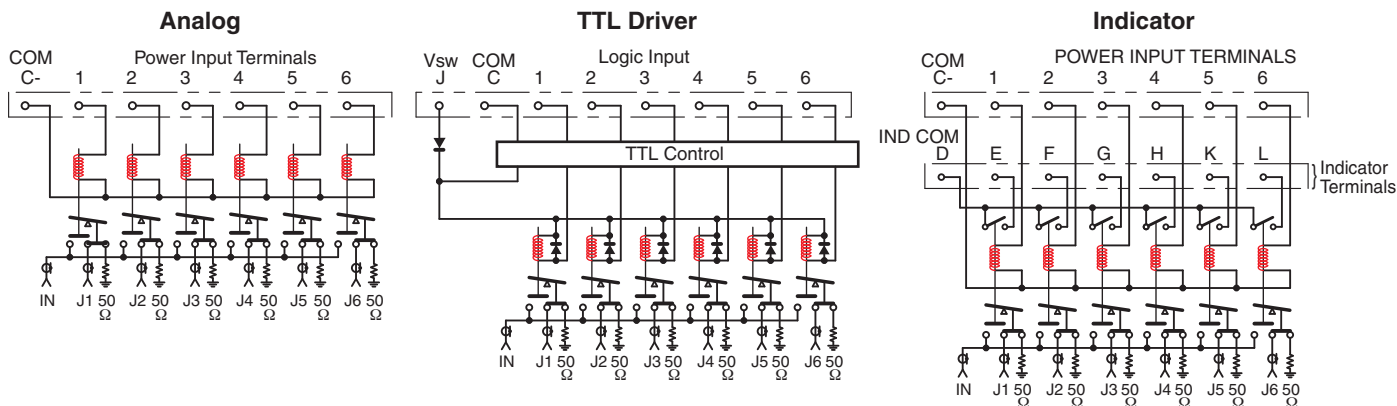 Analog
COM Power Input Terminals
C- 1 2 3 4 5 6
IN J1 50 Ω J2 50 Ω J3 50 Ω J4 50 Ω J5 50 Ω J6 50 Ω
TTL Driver
Vsw COM Logic Input
J C 1 2 3 4 5 6
TTL Control
IN J1 50 Ω J2 50 Ω J3 50 Ω J4 50 Ω J5 50 Ω J6 50 Ω
Indicator
COM POWER INPUT TERMINALS
C- 1 2 3 4 5 6
IND COM
D E F G H K L
Indicator
Terminals
IN J1 50 Ω J2 50 Ω J3 50 Ω J4 50 Ω J5 50 Ω J6 50 Ω